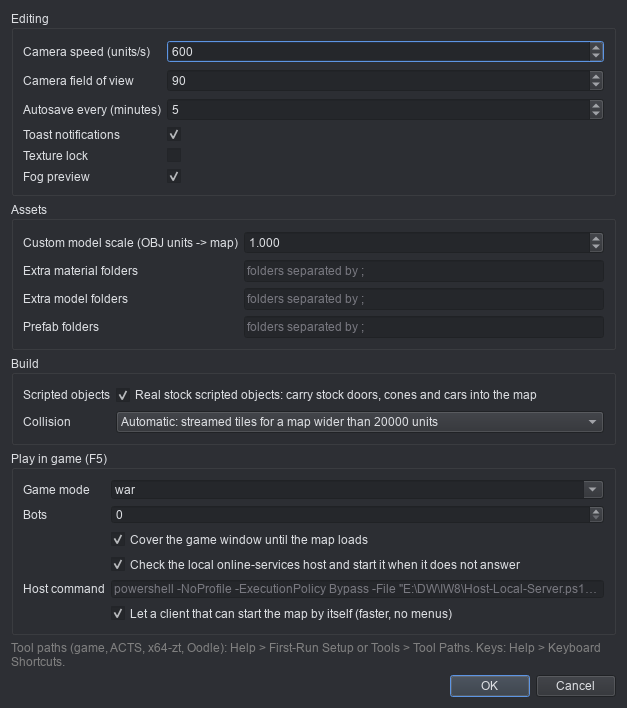 Editing
Camera speed (units/s) 600
Camera field of view 90
Autosave every (minutes) 5
Toast notifications
Texture lock
Fog preview
Assets
Custom model scale (OBJ units -> map) 1.000
Extra material folders folders separated by ;
Extra model folders folders separated by ;
Prefab folders folders separated by ;
Build
Scripted objects Real stock scripted objects: carry stock doors, cones and cars into the map
Collision Automatic: streamed tiles for a map wider than 20000 units
Play in game (F5)
Game mode war
Bots 0
Cover the game window until the map loads
Check the local online-services host and start it when it does not answer
Host command powershell -NoProfile -ExecutionPolicy Bypass -File "E:\DW\IW8\Host-Local-Server.ps1...
Let a client that can start the map by itself (faster, no menus)
Tool paths (game, ACTS, x64-zt, Oodle): Help > First-Run Setup or Tools > Tool Paths. Keys: Help > Keyboard
Shortcuts.
OK Cancel